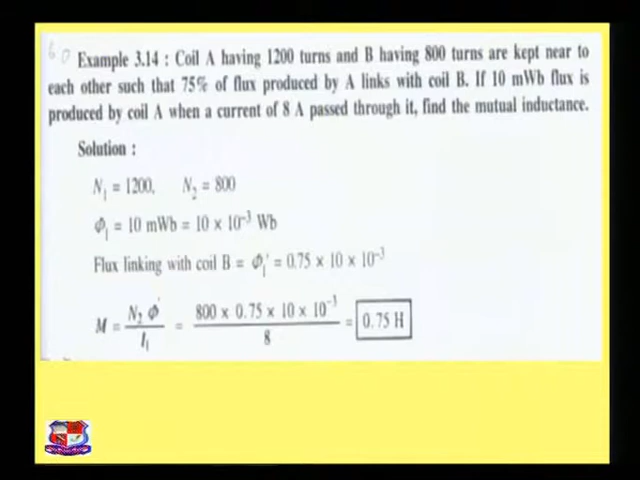 60
Example 3.14 : Coil A having 1200 turns and B having 800 turns are kept near to
each other such that 75% of flux produced by A links with coil B. If 10 mWb flux is
produced by coil A when a current of 8 A passed through it, find the mutual inductance.
Solution :
N₁ = 1200, N₂ = 800
Φ₁ = 10 mWb = 10 × 10⁻³ Wb
Flux linking with coil B = Φ₁' = 0.75 × 10 × 10⁻³
M = N₂ Φ' / I₁ = 800 × 0.75 × 10 × 10⁻³ / 8 = 0.75 H